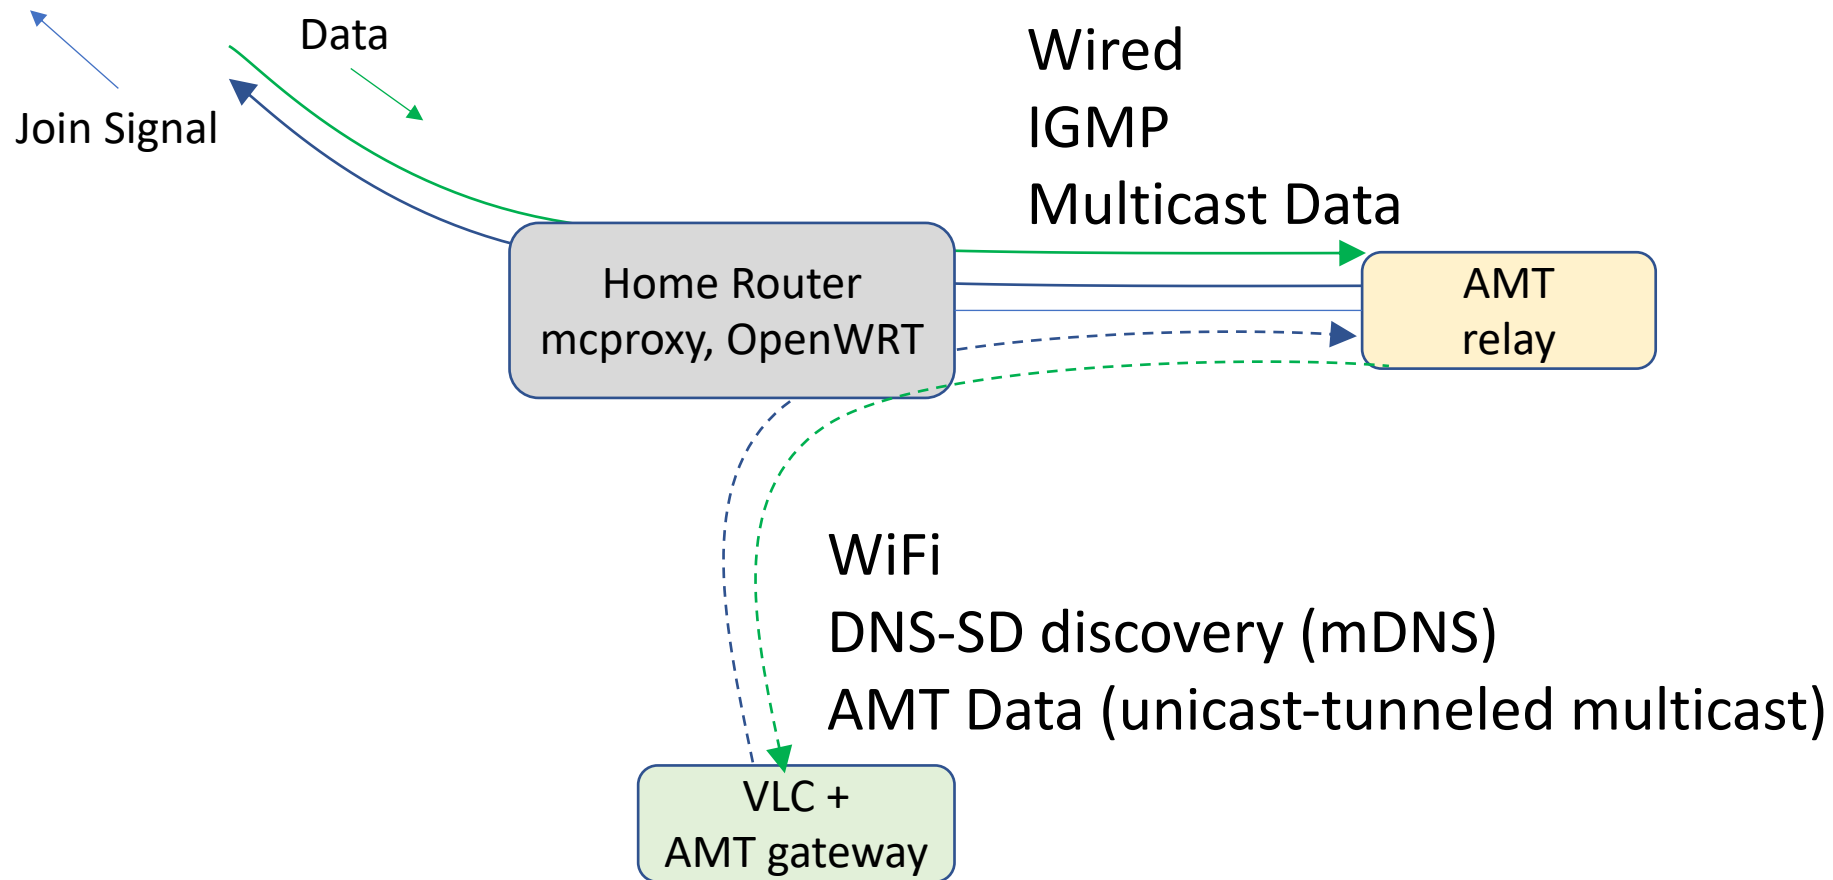 Data
Join Signal
Wired
IGMP
Multicast Data
Home Router
mcproxy, OpenWRT
AMT
relay
WiFi
DNS-SD discovery (mDNS)
AMT Data (unicast-tunneled multicast)
VLC +
AMT gateway